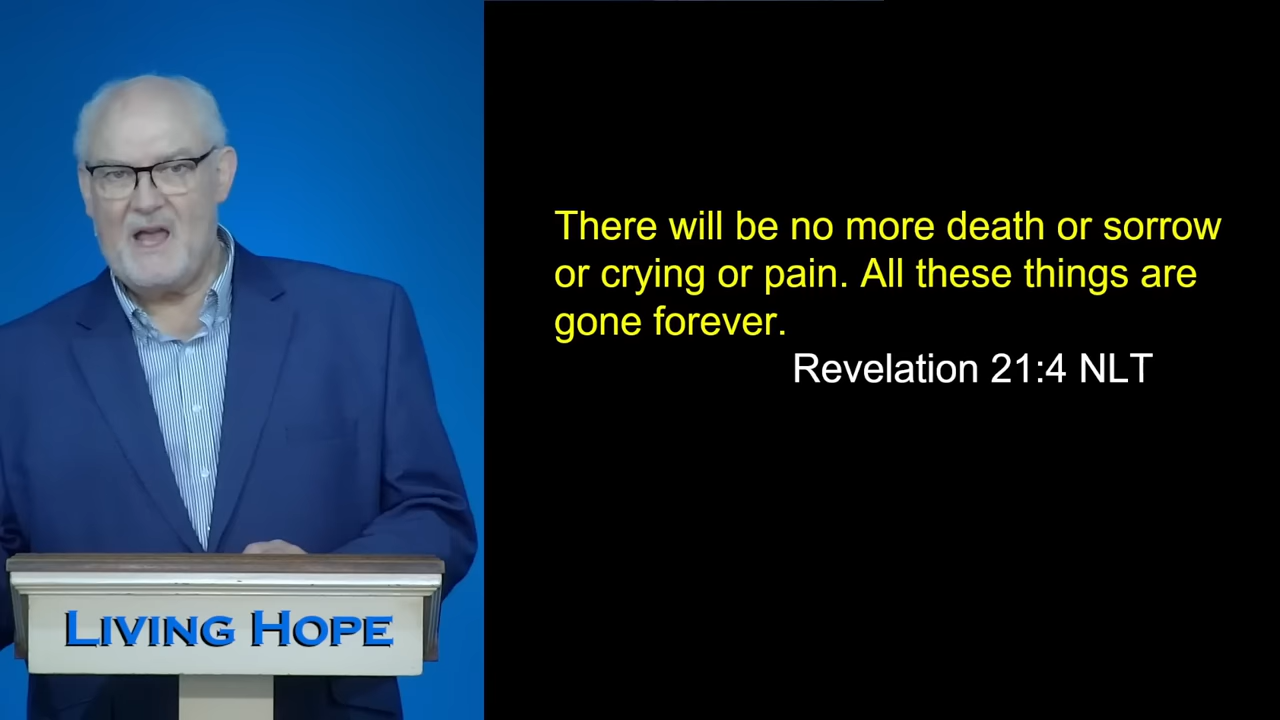 There will be no more death or sorrow
or crying or pain. All these things are
gone forever.
Revelation 21:4 NLT
LIVING HOPE